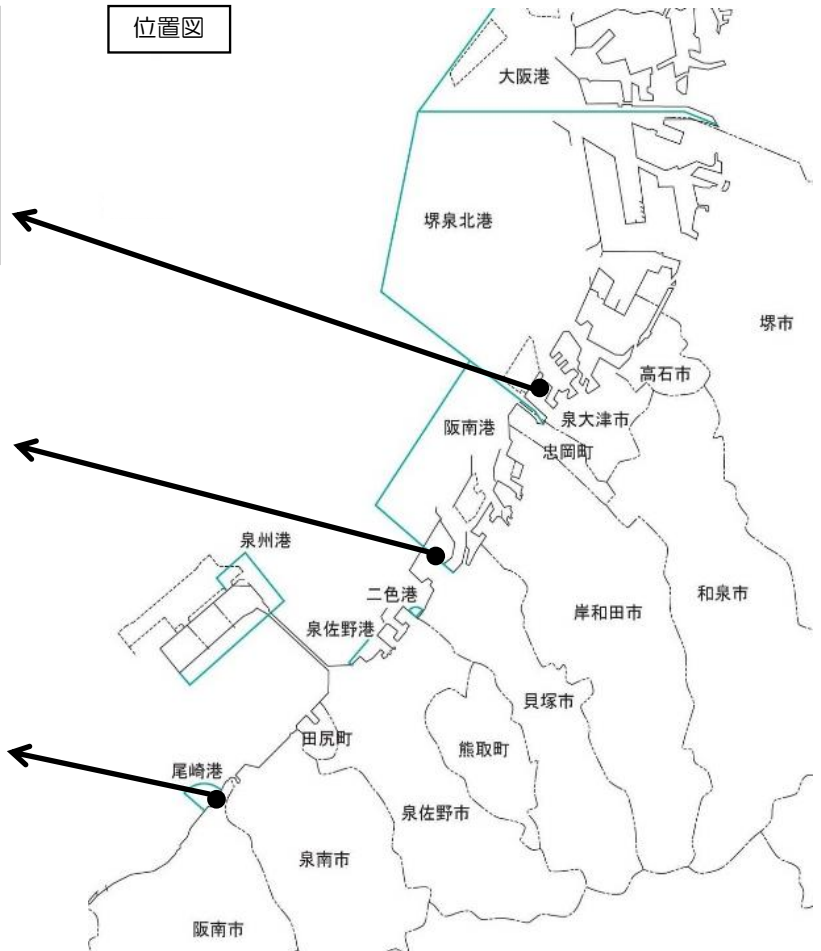 位置図
大阪港
堺泉北港
堺市
高石市
泉大津市
阪南港
忠岡町
泉州港
二色港
和泉市
岸和田市
泉佐野港
貝塚市
田尻町
熊取町
尾崎港
泉佐野市
泉南市
阪南市